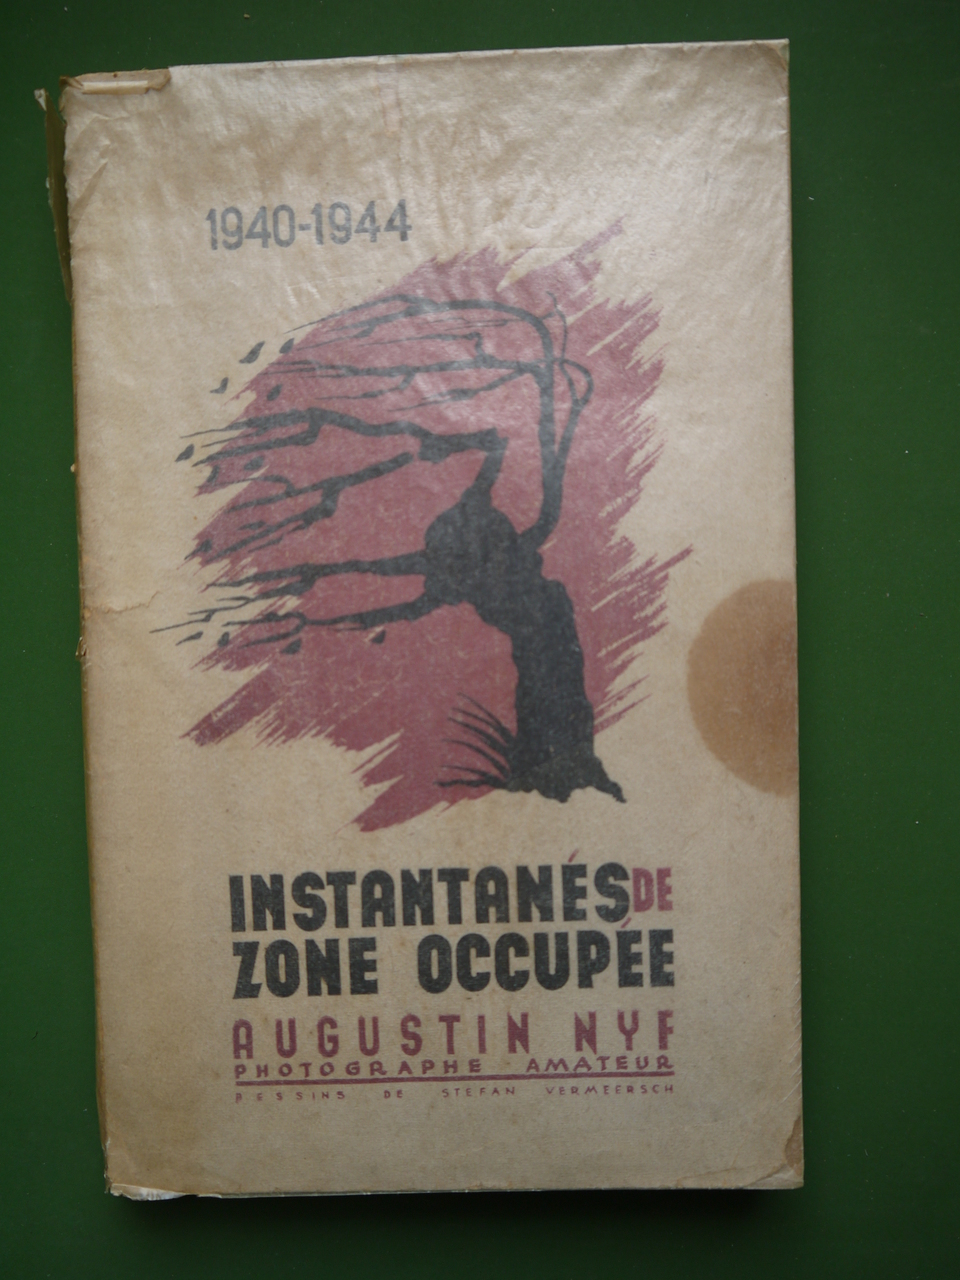 1940-1944
INSTANTANÉS DE
ZONE OCCUPÉE
AUGUSTIN NYF
PHOTOGRAPHE AMATEUR
DESSINS DE STEFAN VERMEERSCH